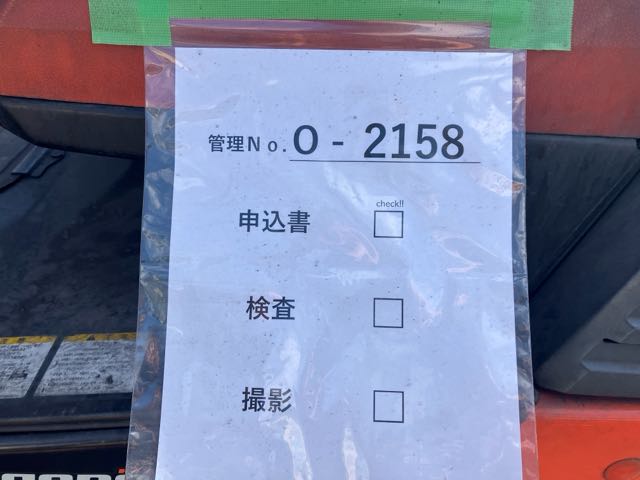 管理No. O - 2158
check!!
申込書 □
検査 □
撮影 □